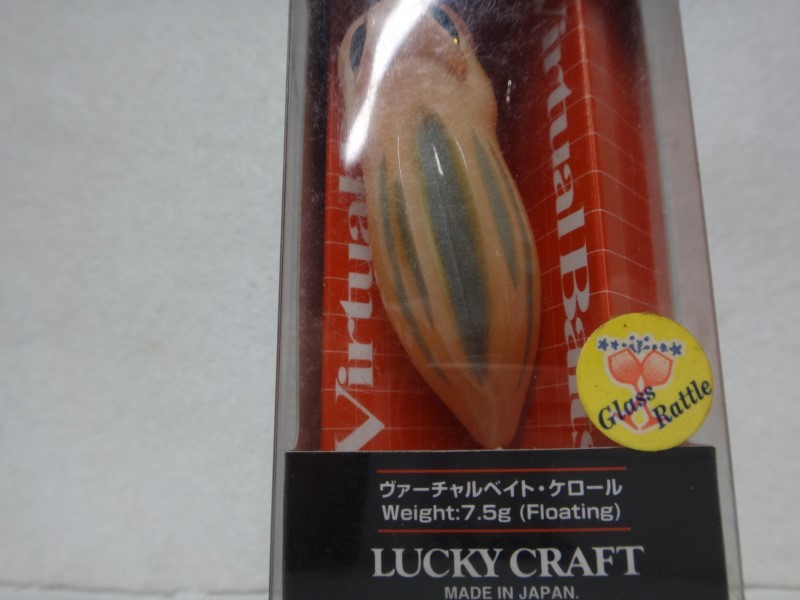 Virtual
Virtual Baits
Glass
Rattle
ヴァーチャルベイト・ケロール
Weight:7.5g (Floating)
LUCKY CRAFT
MADE IN JAPAN.